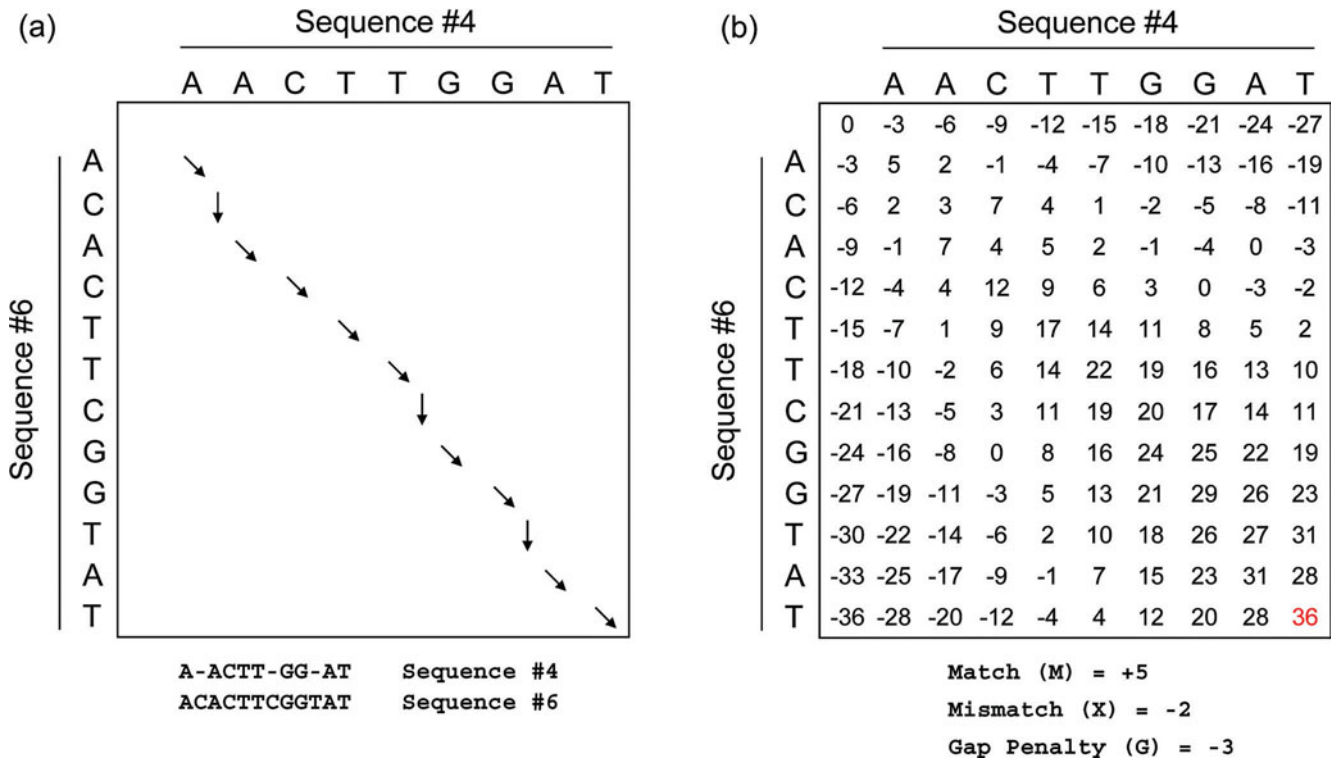 (a)
Sequence #4
A A C T T G G A T
Sequence #6
A
C
A
C
T
T
C
G
G
T
A
T
A-ACTT-GG-AT Sequence #4
ACACTTCGGTAT Sequence #6
(b)
Sequence #4
A A C T T G G A T
Sequence #6
0 -3 -6 -9 -12 -15 -18 -21 -24 -27
A -3 5 2 -1 -4 -7 -10 -13 -16 -19
C -6 2 3 7 4 1 -2 -5 -8 -11
A -9 -1 7 4 5 2 -1 -4 0 -3
C -12 -4 4 12 9 6 3 0 -3 -2
T -15 -7 1 9 17 14 11 8 5 2
T -18 -10 -2 6 14 22 19 16 13 10
C -21 -13 -5 3 11 19 20 17 14 11
G -24 -16 -8 0 8 16 24 25 22 19
G -27 -19 -11 -3 5 13 21 29 26 23
T -30 -22 -14 -6 2 10 18 26 27 31
A -33 -25 -17 -9 -1 7 15 23 31 28
T -36 -28 -20 -12 -4 4 12 20 28 36
Match (M) = +5
Mismatch (X) = -2
Gap Penalty (G) = -3